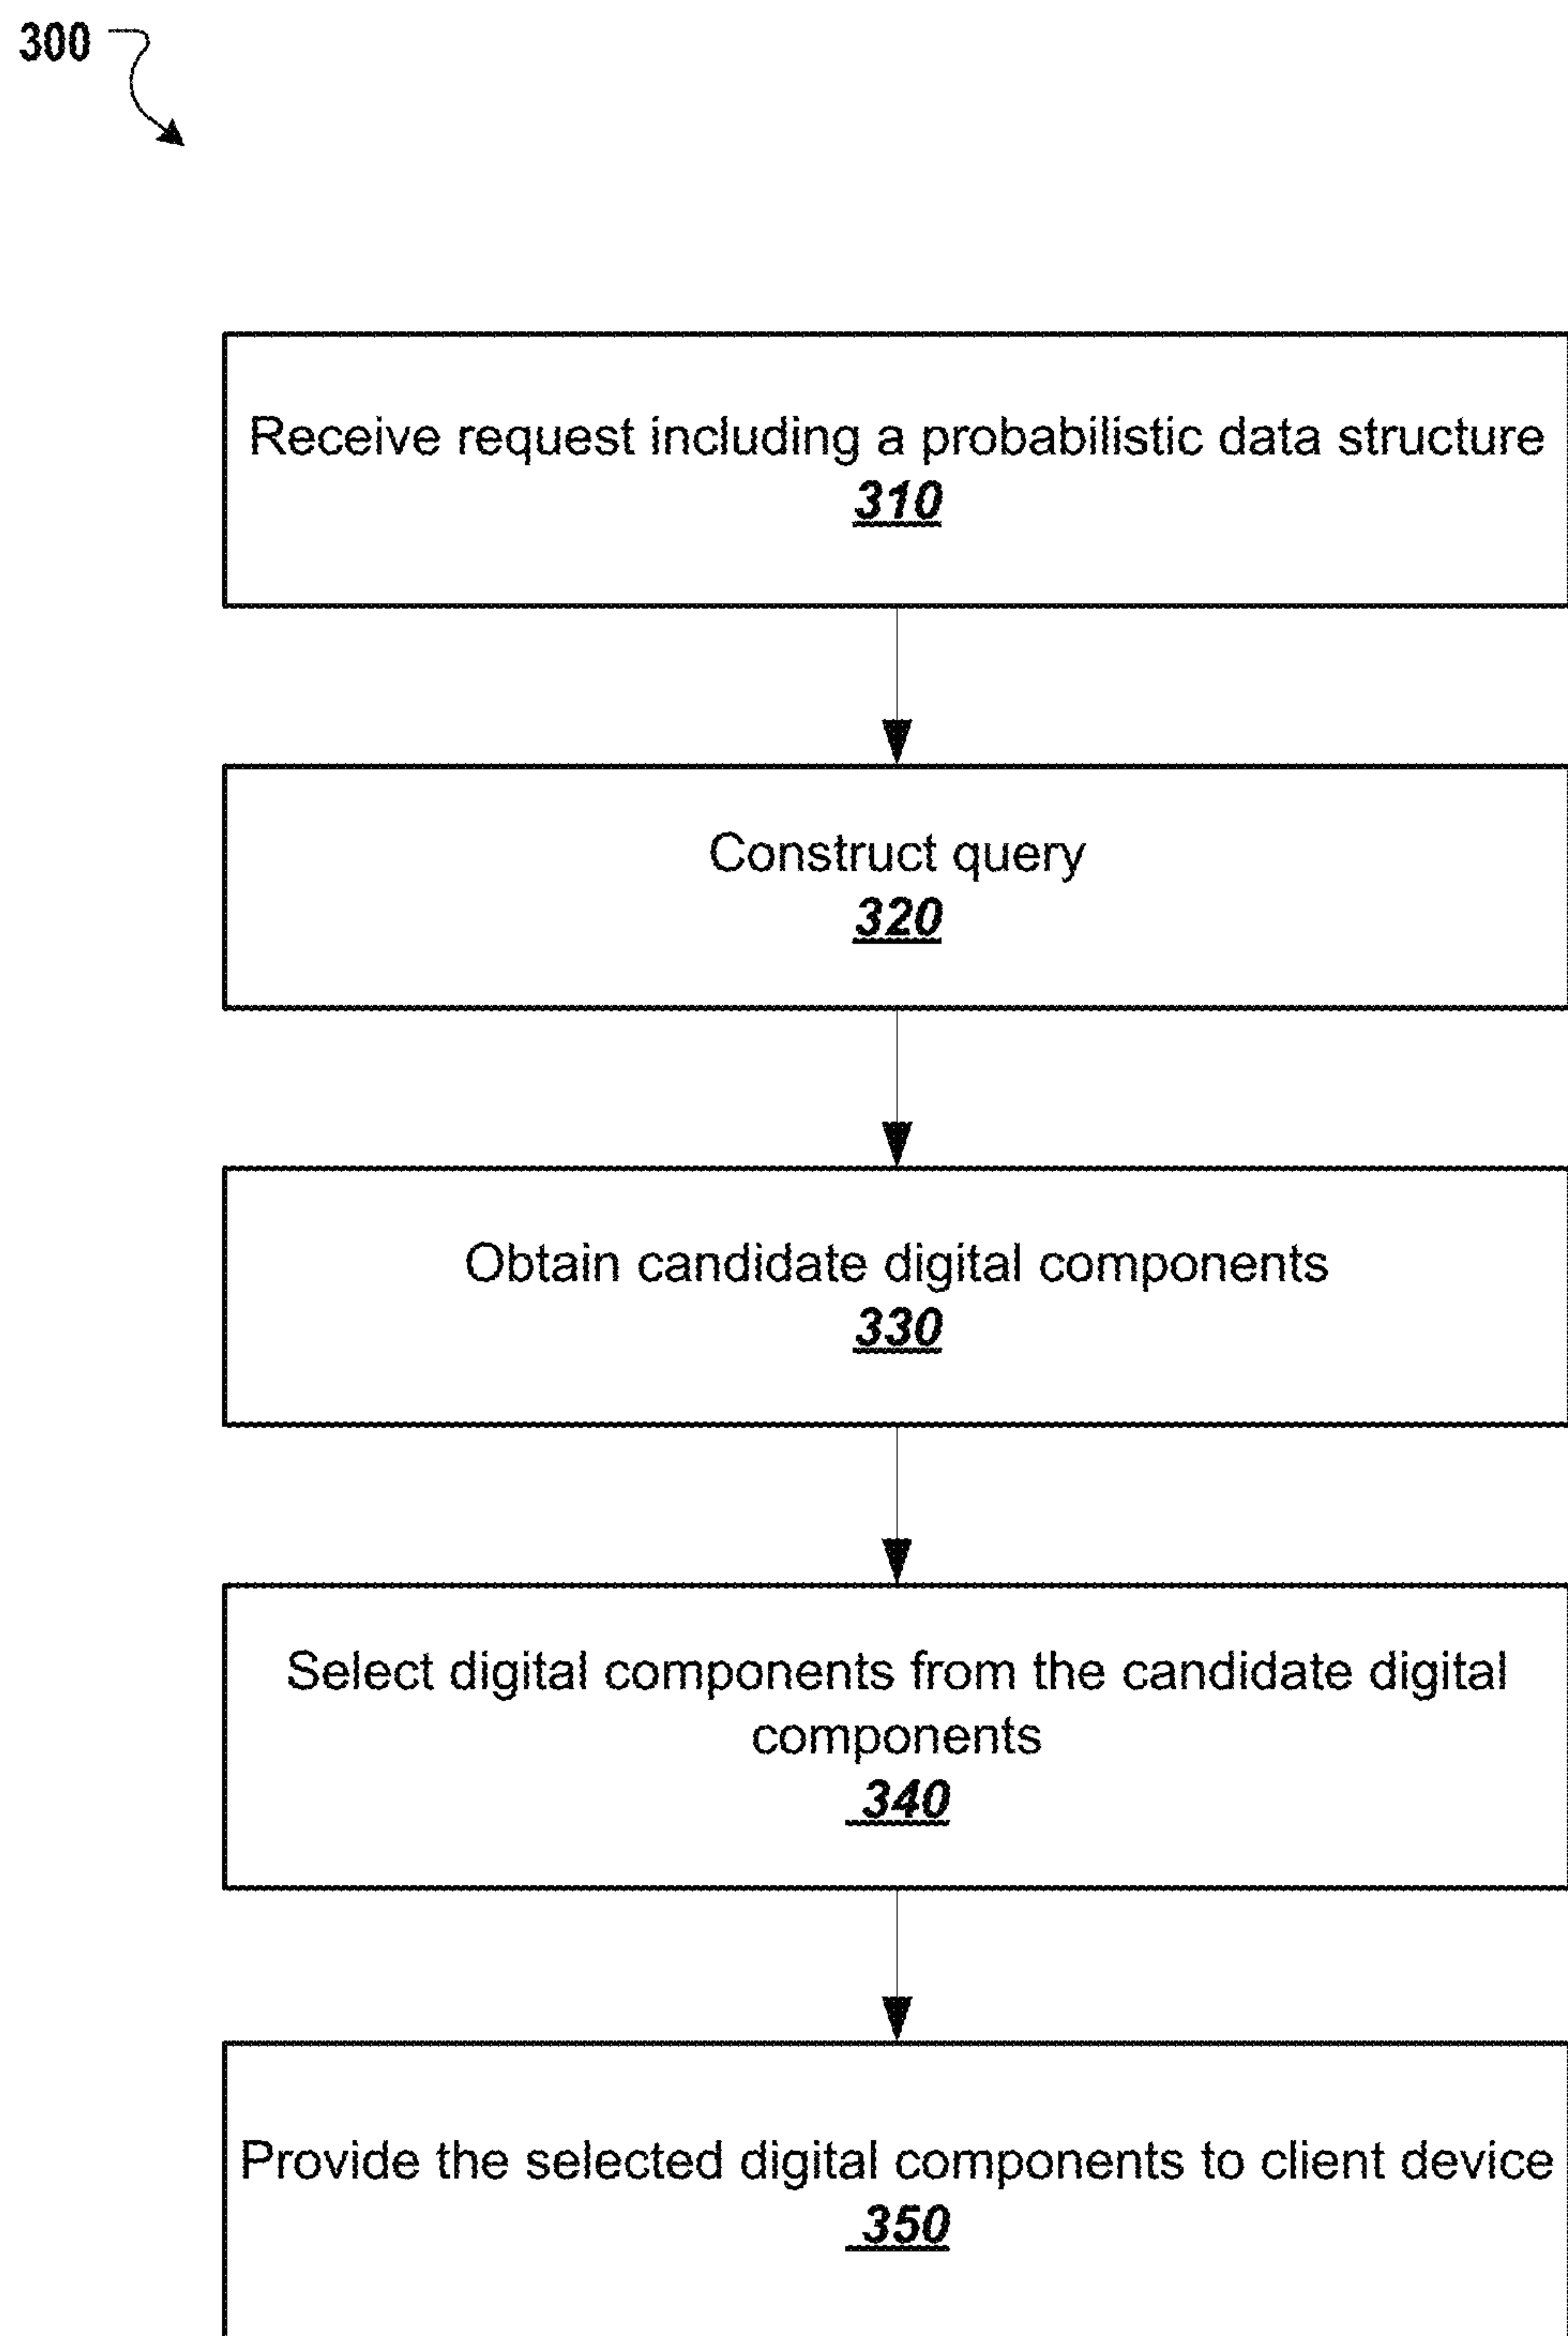 300
Receive request including a probabilistic data structure
310
Construct query
320
Obtain candidate digital components
330
Select digital components from the candidate digital
components
340
Provide the selected digital components to client device
350